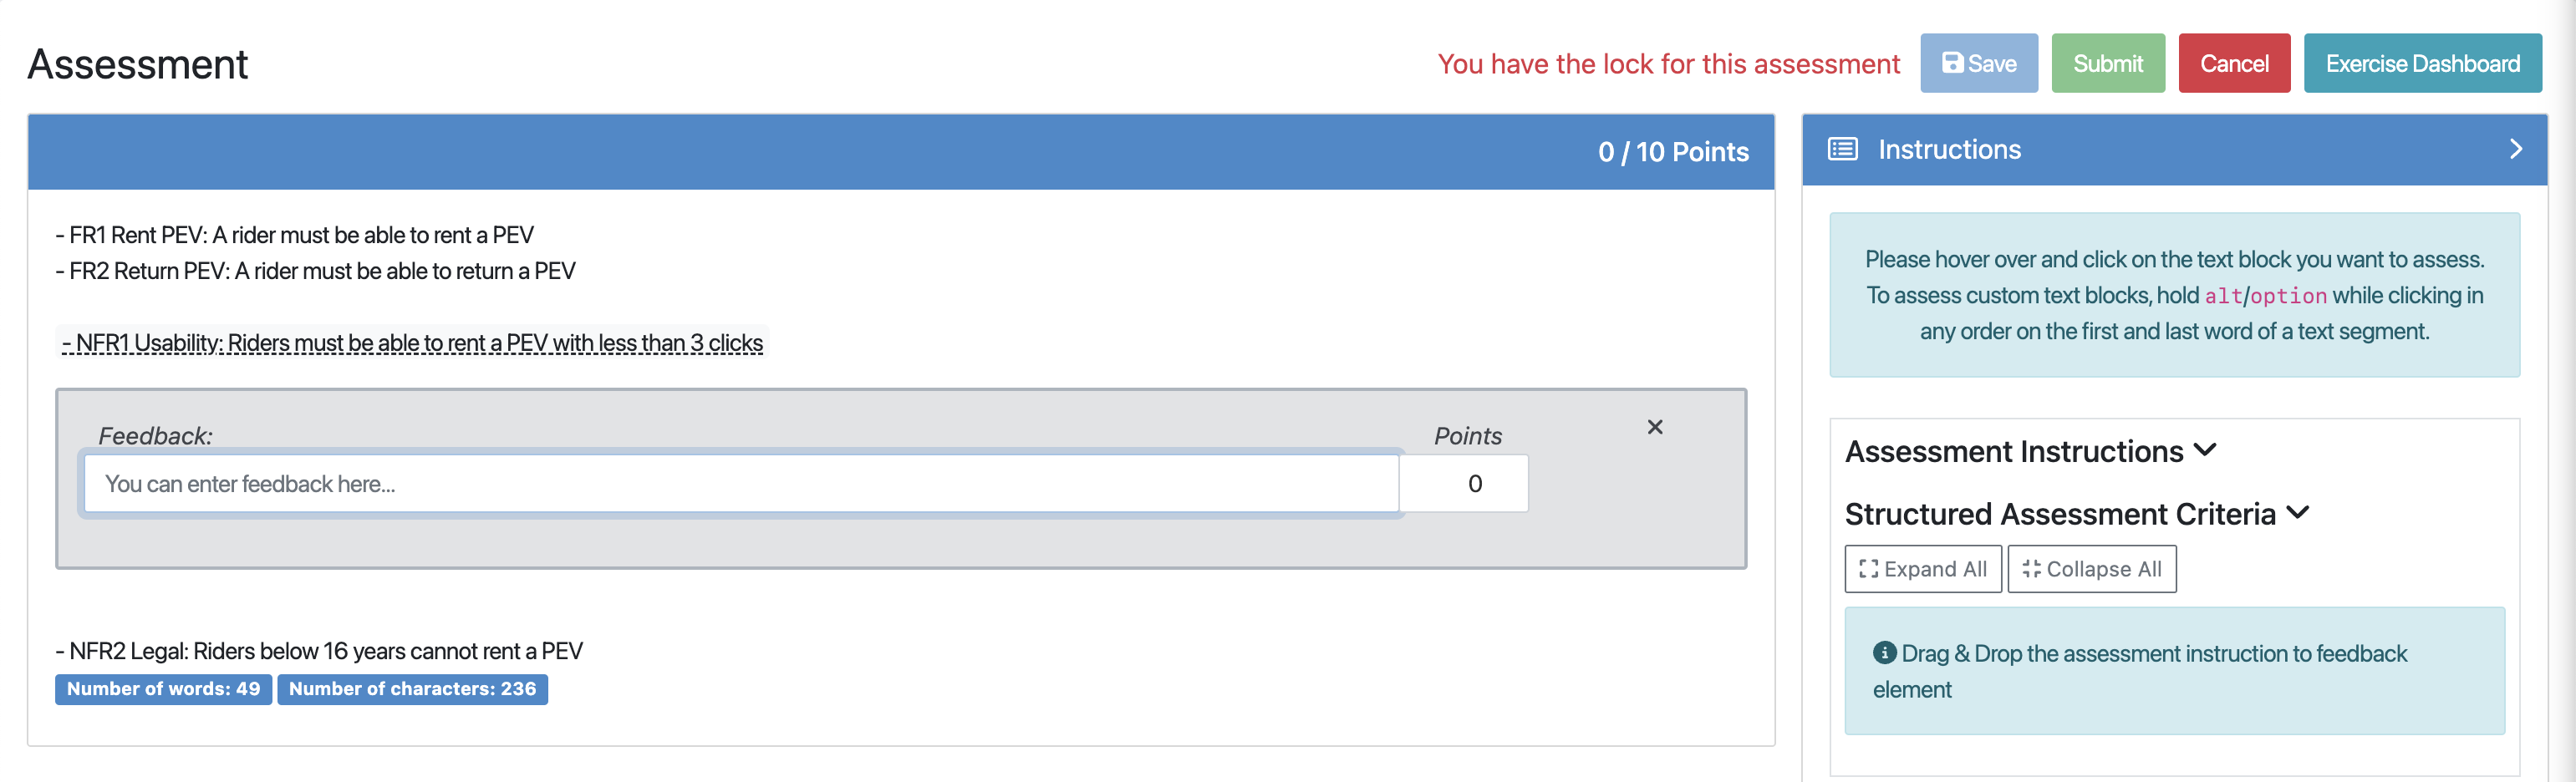 Assessment
You have the lock for this assessment
Save
Submit
Cancel
Exercise Dashboard
0 / 10 Points
- FR1 Rent PEV: A rider must be able to rent a PEV
- FR2 Return PEV: A rider must be able to return a PEV
- NFR1 Usability: Riders must be able to rent a PEV with less than 3 clicks
Feedback:
Points
You can enter feedback here...
0
- NFR2 Legal: Riders below 16 years cannot rent a PEV
Number of words: 49
Number of characters: 236
Instructions
Please hover over and click on the text block you want to assess.
To assess custom text blocks, hold alt/option while clicking in
any order on the first and last word of a text segment.
Assessment Instructions
Structured Assessment Criteria
Expand All
Collapse All
Drag & Drop the assessment instruction to feedback
element